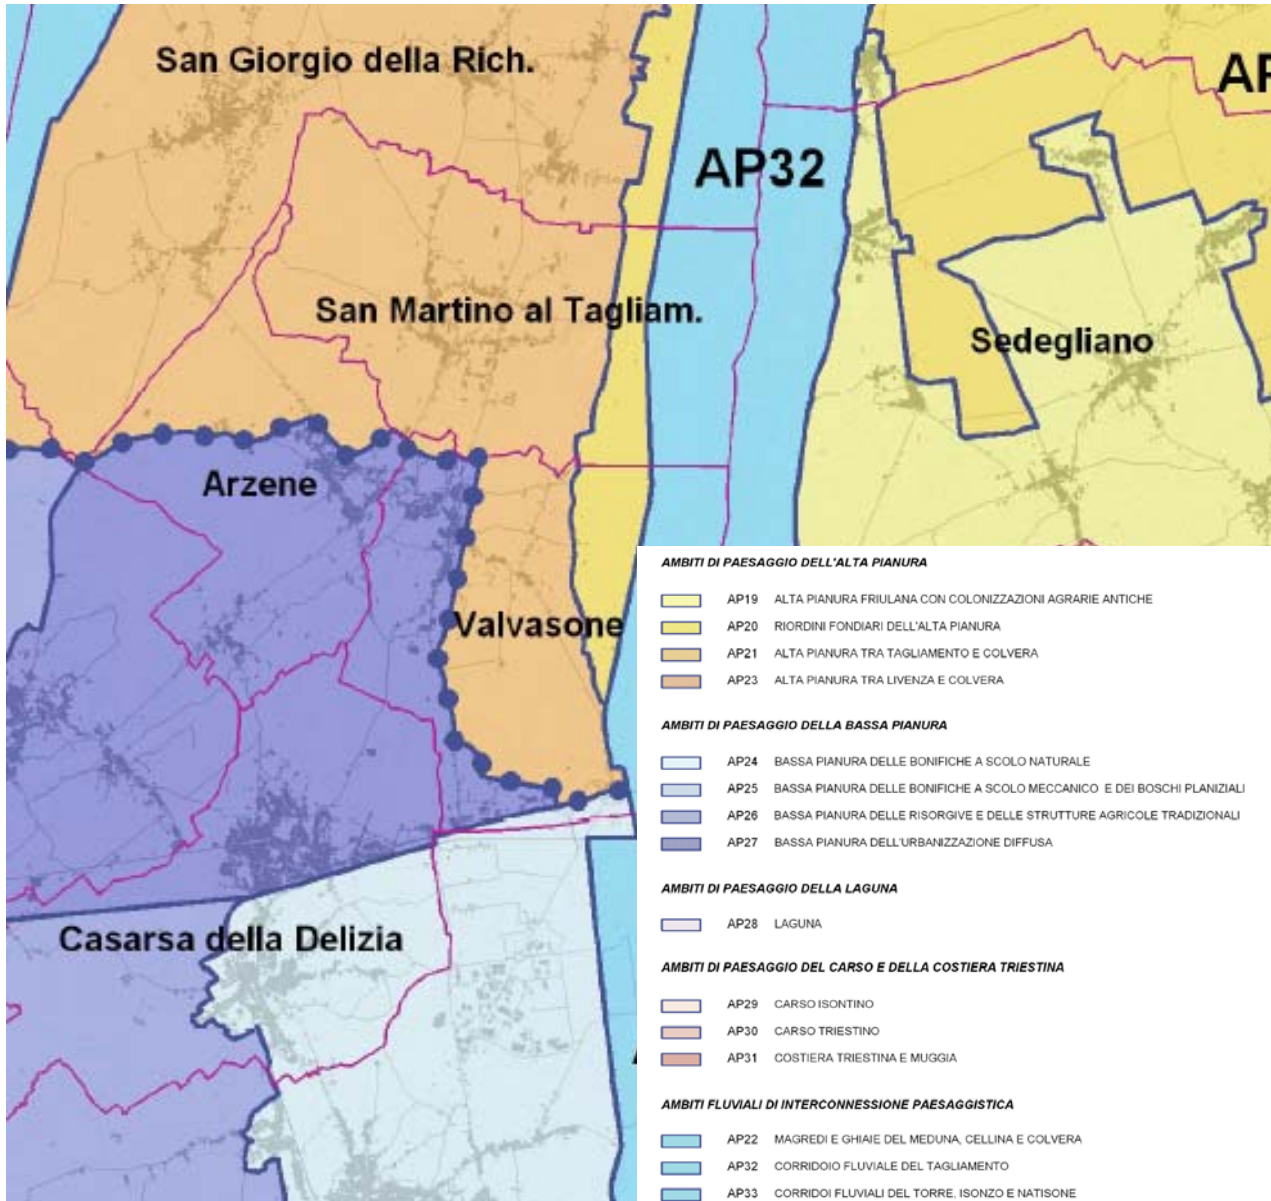 San Giorgio della Rich.
AP
AP32
San Martino al Tagliam.
Sedegliano
Arzene
Valvasone
Casarsa della Delizia
AMBITI DI PAESAGGIO DELL'ALTA PIANURA
AP19 ALTA PIANURA FRIULANA CON COLONIZZAZIONI AGRARIE ANTICHE
AP20 RIORDINI FONDIARI DELL'ALTA PIANURA
AP21 ALTA PIANURA TRA TAGLIAMENTO E COLVERA
AP23 ALTA PIANURA TRA LIVENZA E COLVERA
AMBITI DI PAESAGGIO DELLA BASSA PIANURA
AP24 BASSA PIANURA DELLE BONIFICHE A SCOLO NATURALE
AP25 BASSA PIANURA DELLE BONIFICHE A SCOLO MECCANICO E DEI BOSCHI PLANIZIALI
AP26 BASSA PIANURA DELLE RISORGIVE E DELLE STRUTTURE AGRICOLE TRADIZIONALI
AP27 BASSA PIANURA DELL'URBANIZZAZIONE DIFFUSA
AMBITI DI PAESAGGIO DELLA LAGUNA
AP28 LAGUNA
AMBITI DI PAESAGGIO DEL CARSO E DELLA COSTIERA TRIESTINA
AP29 CARSO ISONTINO
AP30 CARSO TRIESTINO
AP31 COSTIERA TRIESTINA E MUGGIA
AMBITI FLUVIALI DI INTERCONNESSIONE PAESAGGISTICA
AP22 MAGREDI E GHIAIE DEL MEDUNA, CELLINA E COLVERA
AP32 CORRIDOIO FLUVIALE DEL TAGLIAMENTO
AP33 CORRIDOI FLUVIALI DEL TORRE, ISONZO E NATISONE